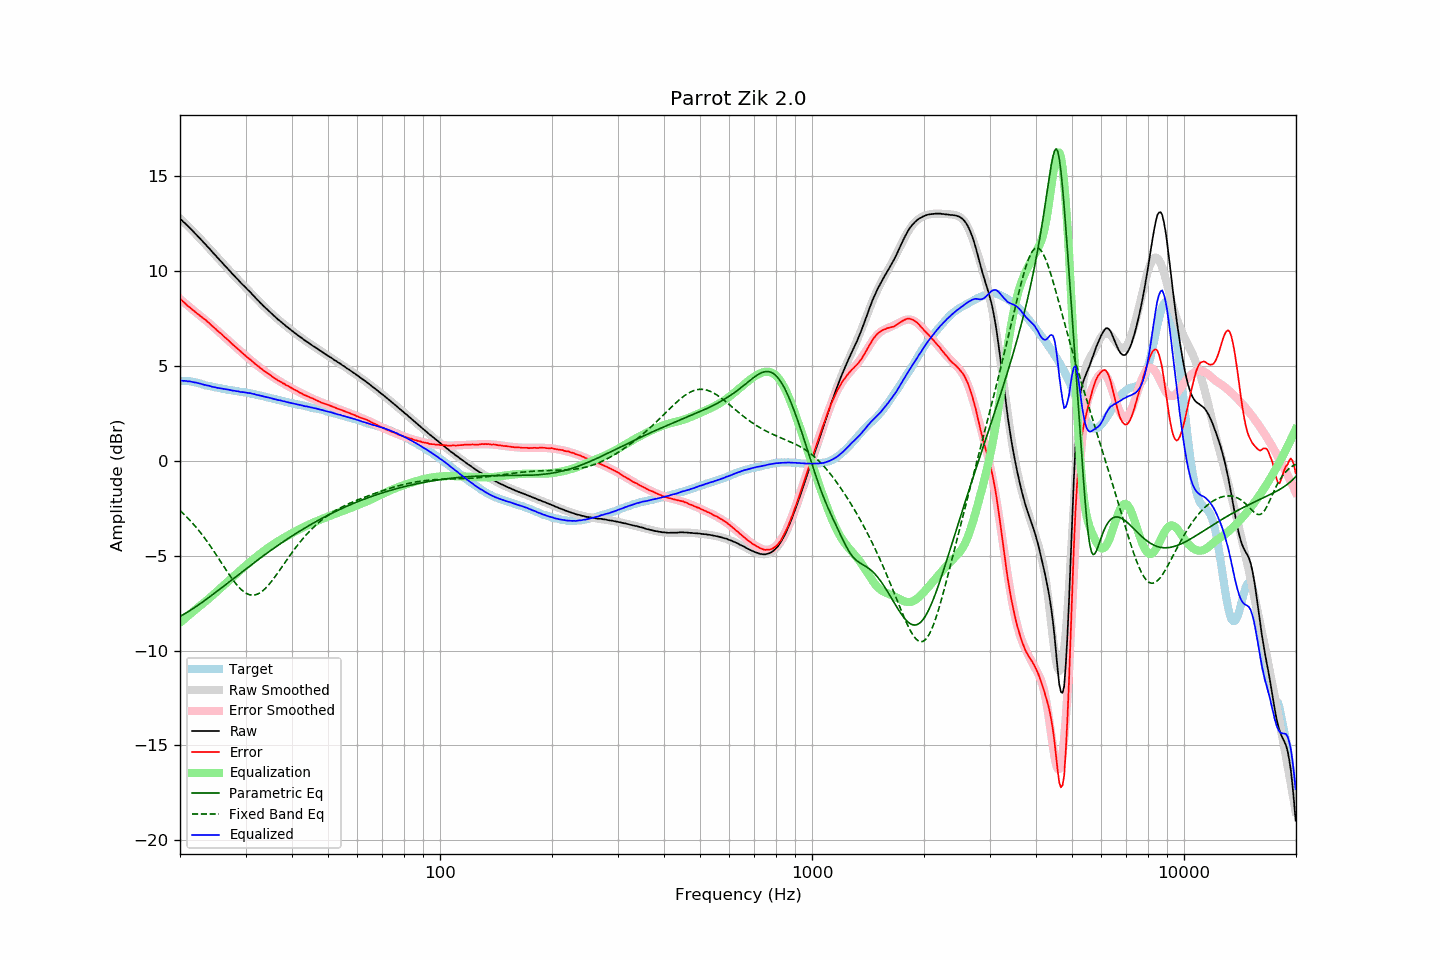 Parrot Zik 2.0
Amplitude (dBr)
15
10
5
0
−5
−10
−15
−20
Target
Raw Smoothed
Error Smoothed
Raw
Error
Equalization
Parametric Eq
Fixed Band Eq
Equalized
100
1000
10000
Frequency (Hz)